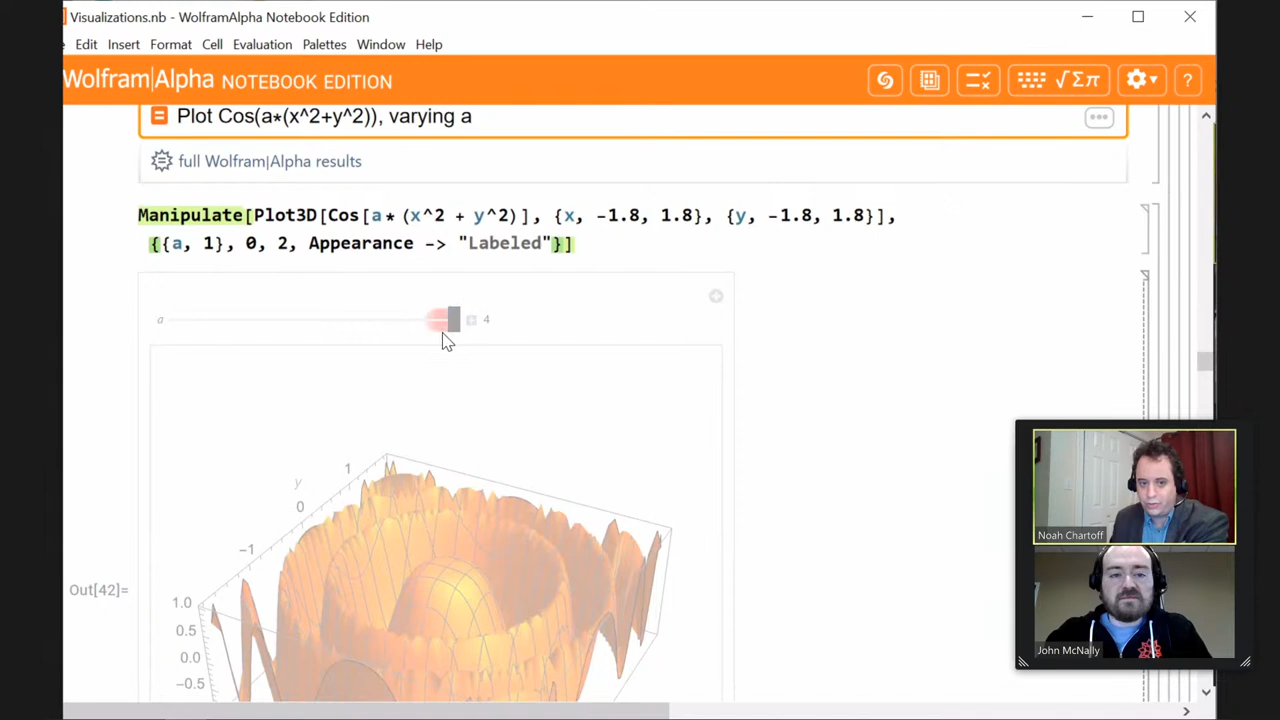 Visualizations.nb - WolframAlpha Notebook Edition
Edit Insert Format Cell Evaluation Palettes Window Help
Wolfram|Alpha NOTEBOOK EDITION
√Σπ
?
Plot Cos(a*(x^2+y^2)), varying a
full Wolfram|Alpha results
Manipulate[Plot3D[Cos[a * (x^2 + y^2)], {x, -1.8, 1.8}, {y, -1.8, 1.8}],
{{a, 1}, 0, 2, Appearance -> "Labeled"}]
a 4
y
1
0
-1
Out[42]=
1.0
0.5
0.0
-0.5
Noah Chartoff
John McNally